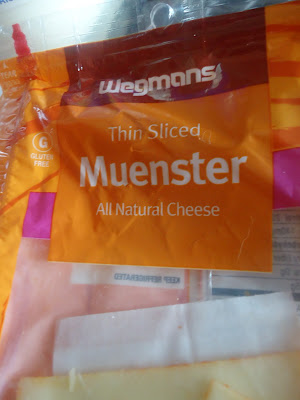 Wegmans
Thin Sliced
Muenster
All Natural Cheese
G
GLUTEN
FREE
KEEP REFRIGERATED